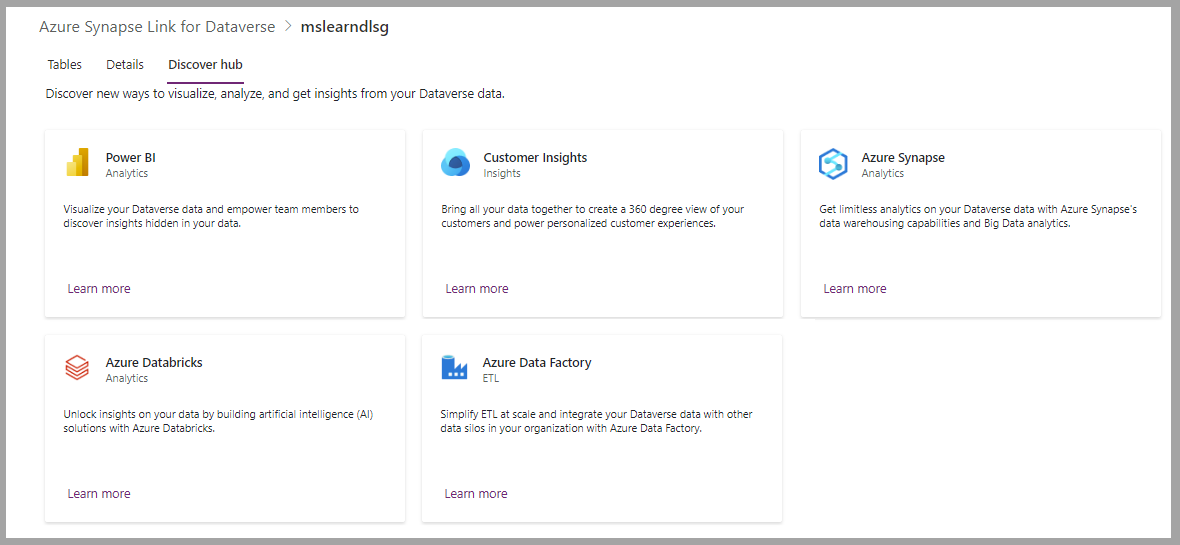 Azure Synapse Link for Dataverse > mslearndlsg
Tables Details Discover hub
Discover new ways to visualize, analyze, and get insights from your Dataverse data.
Power BI
Analytics
Visualize your Dataverse data and empower team members to
discover insights hidden in your data.
Learn more
Customer Insights
Insights
Bring all your data together to create a 360 degree view of your
customers and power personalized customer experiences.
Learn more
Azure Synapse
Analytics
Get limitless analytics on your Dataverse data with Azure Synapse's
data warehousing capabilities and Big Data analytics.
Learn more
Azure Databricks
Analytics
Unlock insights on your data by building artificial intelligence (AI)
solutions with Azure Databricks.
Learn more
Azure Data Factory
ETL
Simplify ETL at scale and integrate your Dataverse data with other
data silos in your organization with Azure Data Factory.
Learn more